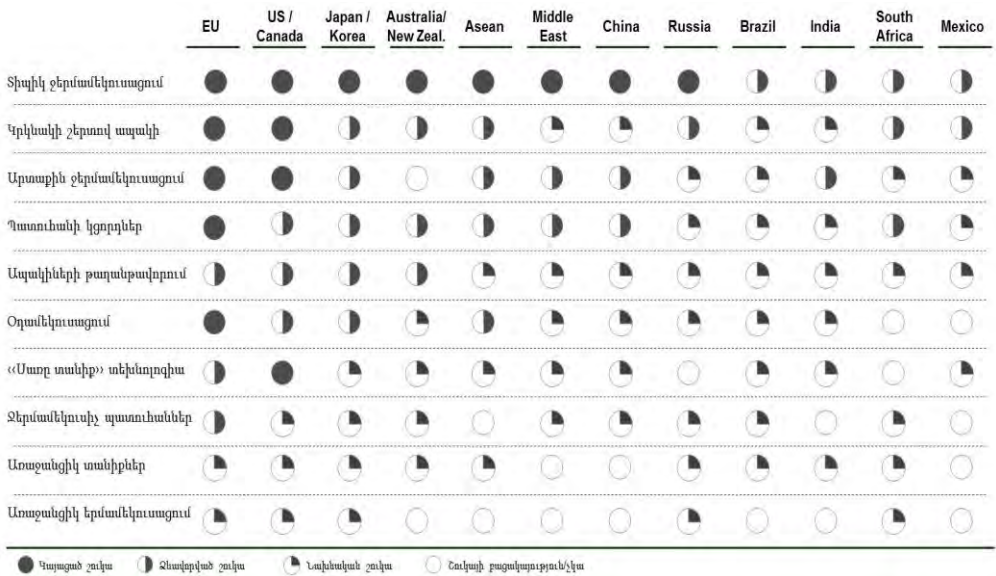 EU US / Canada Japan / Korea Australia/ New Zeal. Asean Middle East China Russia Brazil India South Africa Mexico
Տիպիկ ջերմամեկուսացում
Կրկնակի շերտով ապակի
Արտաքին ջերմամեկուսացում
Պատուհանի կցորդներ
Ապակիների թաղանթավորում
Օդամեկուսացում
‹‹Սառը տանիք›› տեխնոլոգիա
Ջերմամեկուսիչ պատուհաններ
Առաջանցիկ տանիքներ
Առաջանցիկ երմամեկուսացում
Կայացած շուկա Ձևավորված շուկա Նախնական շուկա Շուկայի բացակայություն/չկա